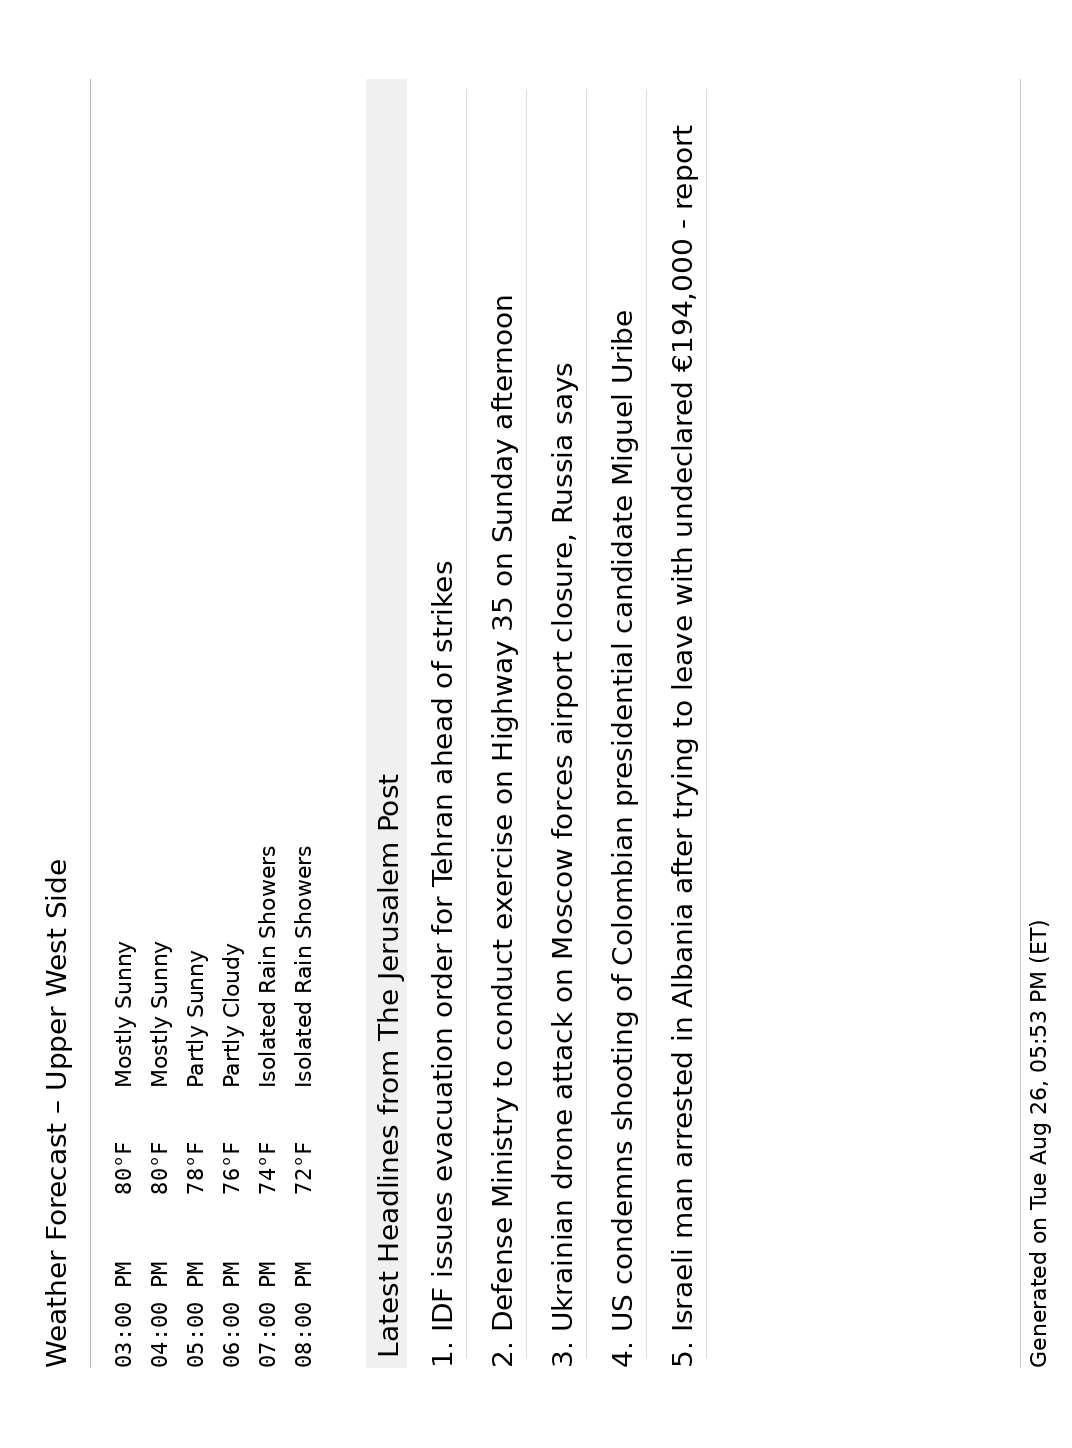 Weather Forecast – Upper West Side
03:00 PM 80°F Mostly Sunny
04:00 PM 80°F Mostly Sunny
05:00 PM 78°F Partly Sunny
06:00 PM 76°F Partly Cloudy
07:00 PM 74°F Isolated Rain Showers
08:00 PM 72°F Isolated Rain Showers
Latest Headlines from The Jerusalem Post
1. IDF issues evacuation order for Tehran ahead of strikes
2. Defense Ministry to conduct exercise on Highway 35 on Sunday afternoon
3. Ukrainian drone attack on Moscow forces airport closure, Russia says
4. US condemns shooting of Colombian presidential candidate Miguel Uribe
5. Israeli man arrested in Albania after trying to leave with undeclared €194,000 - report
Generated on Tue Aug 26, 05:53 PM (ET)